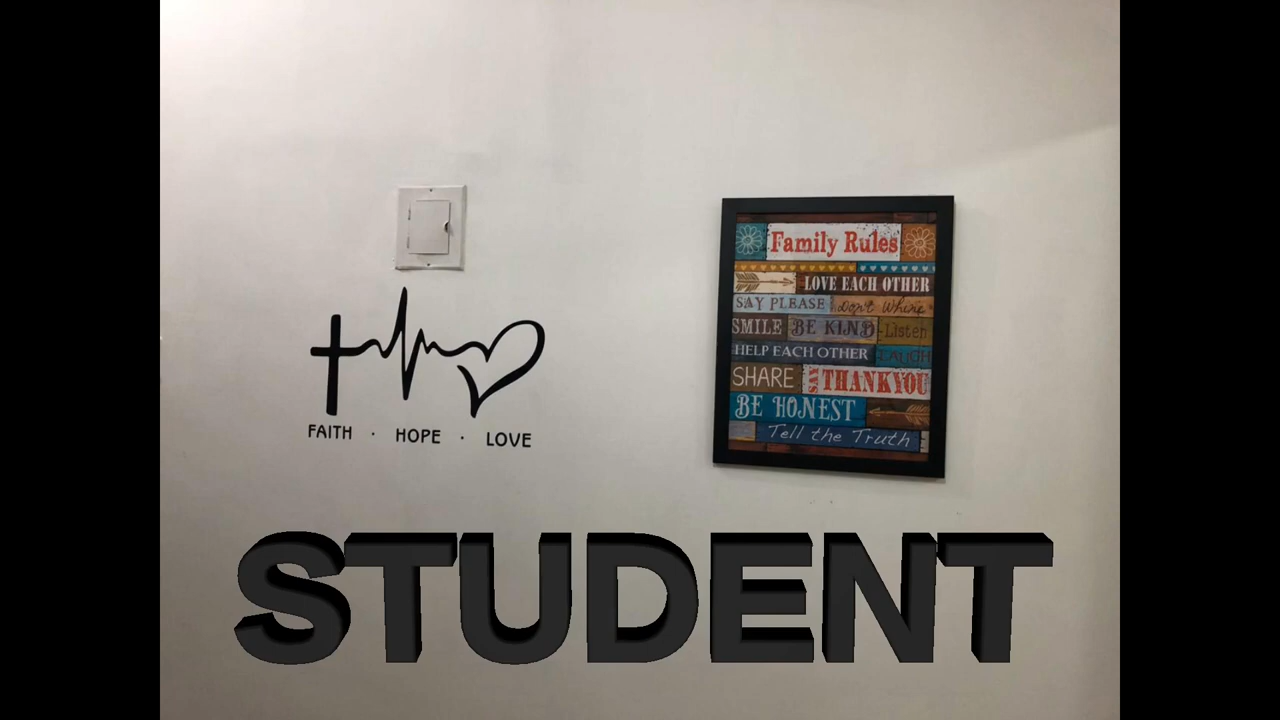 FAITH · HOPE · LOVE
Family Rules
LOVE EACH OTHER
SAY PLEASE Don't Whine
SMILE BE KIND Listen
HELP EACH OTHER LAUGH
SHARE SAY THANK YOU
BE HONEST
Tell the Truth
STUDENT